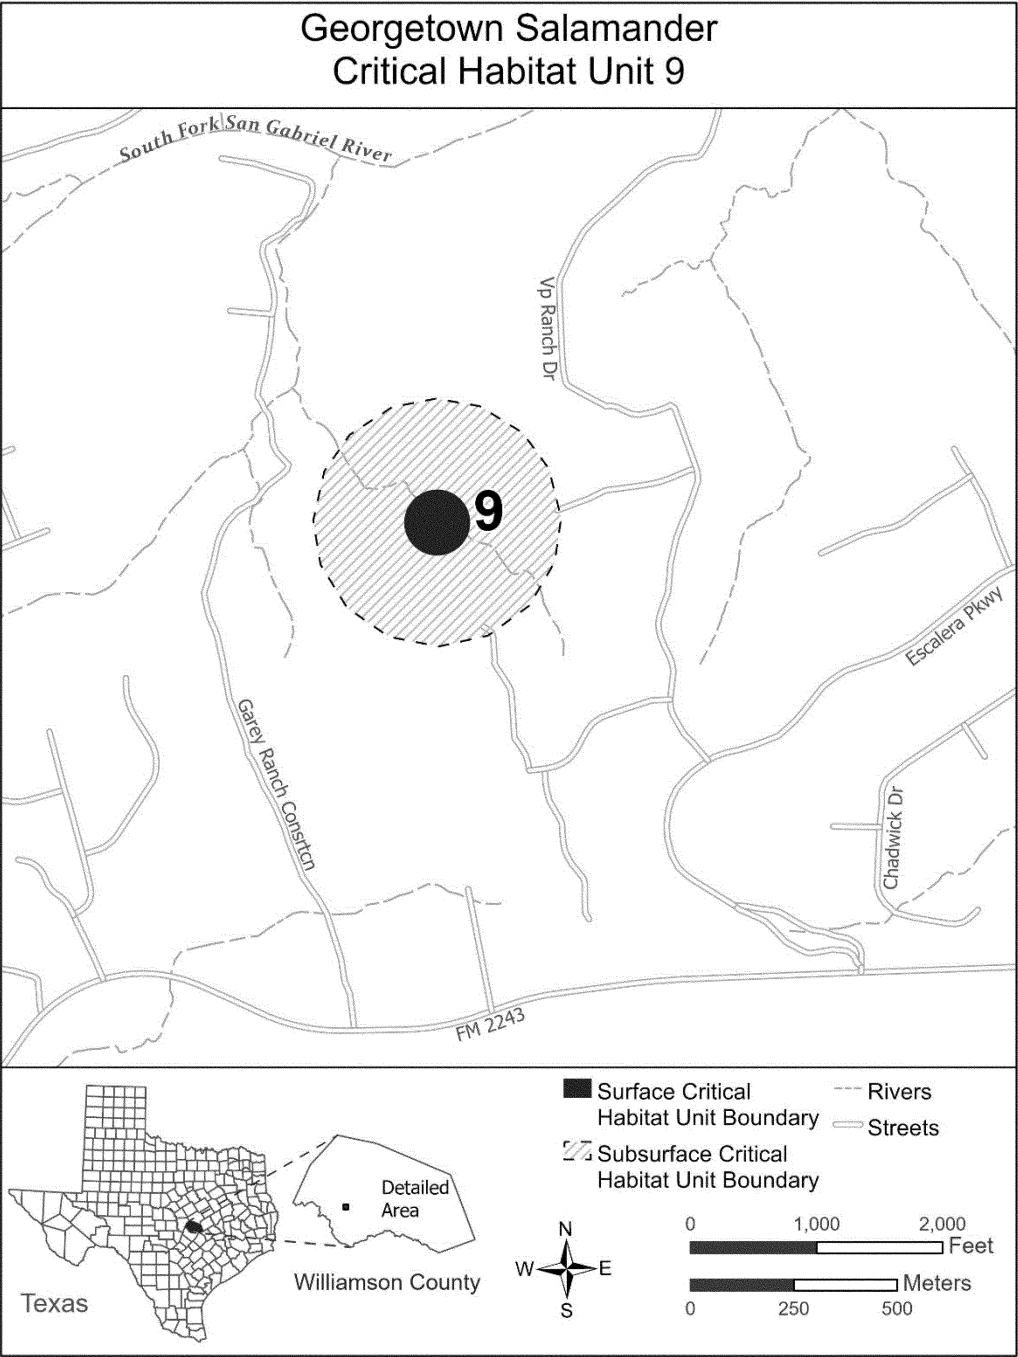 Georgetown Salamander
Critical Habitat Unit 9
South Fork San Gabriel River
Vp Ranch Dr
9
Escalera Pkwy
Garey Ranch Consrtcn
Chadwick Dr
FM 2243
Surface Critical
Habitat Unit Boundary
Subsurface Critical
Habitat Unit Boundary
Rivers
Streets
Detailed
Area
Williamson County
Texas
N
W E
S
0 1,000 2,000
Feet
Meters
0 250 500